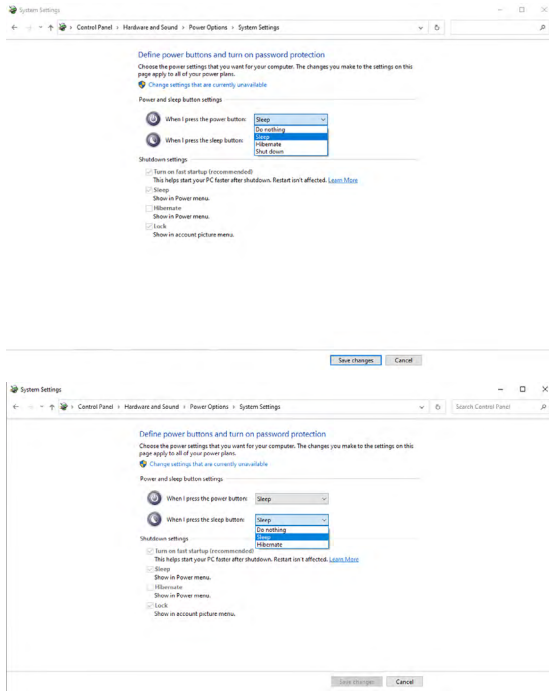 System Settings
Control Panel > Hardware and Sound > Power Options > System Settings
Define power buttons and turn on password protection
Choose the power settings that you want for your computer. The changes you make to the settings on this
page apply to all of your power plans.
Change settings that are currently unavailable
Power and sleep button settings
When I press the power button: Sleep
Do nothing
Sleep
Hibernate
Shut down
When I press the sleep button:
Shutdown settings
Turn on fast startup (recommended)
This helps start your PC faster after shutdown. Restart isn't affected. Learn More
Sleep
Show in Power menu.
Hibernate
Show in Power menu.
Lock
Show in account picture menu.
Save changes Cancel
System Settings
Control Panel > Hardware and Sound > Power Options > System Settings Search Control Panel
Define power buttons and turn on password protection
Choose the power settings that you want for your computer. The changes you make to the settings on this
page apply to all of your power plans.
Change settings that are currently unavailable
Power and sleep button settings
When I press the power button: Sleep
When I press the sleep button: Sleep
Do nothing
Sleep
Hibernate
Shutdown settings
Turn on fast startup (recommended)
This helps start your PC faster after shutdown. Restart isn't affected. Learn More
Sleep
Show in Power menu.
Hibernate
Show in Power menu.
Lock
Show in account picture menu.
Save changes Cancel